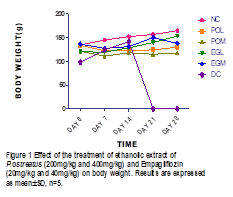 BODY WEIGHT(g)
200
150
100
50
0
DAY 0
DAY 7
DAY 14
DAY 21
DAY 28
TIME
NC
POL
POM
EGL
EGM
DC
Figure 1 Effect of the treatment of ethanolic extract of
P.ostreatus (200mg/kg and 400mg/kg) and Empagliflozin
(20mg/kg and 40mg/kg) on body weight. Results are expressed
as mean±SD, n=5.